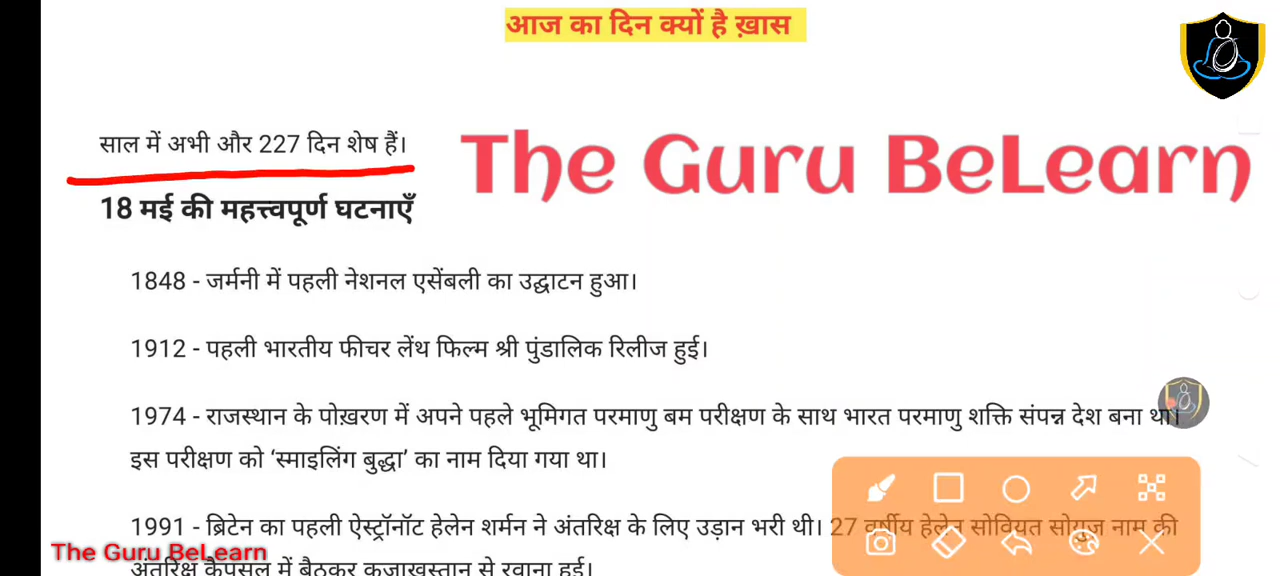 आज का दिन क्यों है ख़ास
साल में अभी और 227 दिन शेष हैं।
The Guru BeLearn
18 मई की महत्त्वपूर्ण घटनाएँ
1848 - जर्मनी में पहली नेशनल एसेंबली का उद्घाटन हुआ।
1912 - पहली भारतीय फीचर लेंथ फिल्म श्री पुंडालिक रिलीज हुई।
1974 - राजस्थान के पोख़रण में अपने पहले भूमिगत परमाणु बम परीक्षण के साथ भारत परमाणु शक्ति संपन्न देश बना था।
इस परीक्षण को ‘स्माइलिंग बुद्धा’ का नाम दिया गया था।
1991 - ब्रिटेन का पहली ऐस्ट्रॉनॉट हेलेन शर्मन ने अंतरिक्ष के लिए उड़ान भरी थी। 27 वर्षीय हेलेन सोवियत सोयुज नाम की
The Guru BeLearn
अंतरिक्ष कैपसूल में बैठकर कजाखस्तान से रवाना हुई।